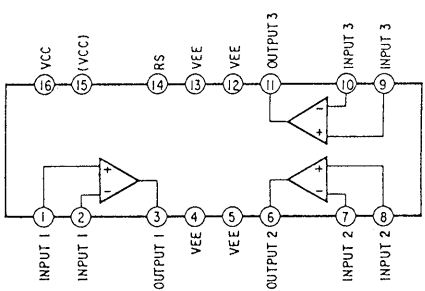 VCC
(VCC)
RS
VEE
VEE
OUTPUT 3
INPUT 3
INPUT 3
16
15
14
13
12
11
10
9
−
+
+
−
+
−
1
2
3
4
5
6
7
8
INPUT 1
INPUT 1
OUTPUT 1
VEE
VEE
OUTPUT 2
INPUT 2
INPUT 2